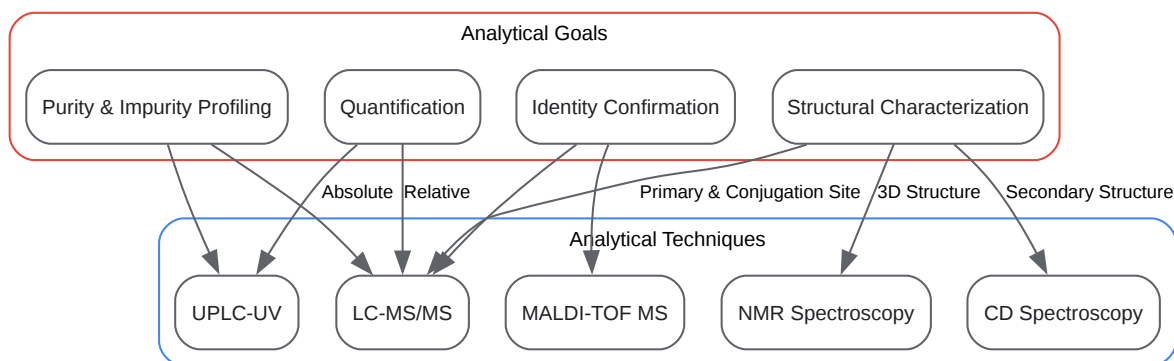 Analytical Goals
Purity & Impurity Profiling
Quantification
Identity Confirmation
Structural Characterization
Absolute
Relative
Primary & Conjugation Site
3D Structure
Secondary Structure
Analytical Techniques
UPLC-UV
LC-MS/MS
MALDI-TOF MS
NMR Spectroscopy
CD Spectroscopy